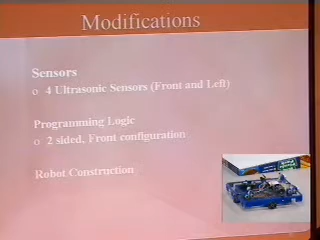 Modifications
Sensors
o 4 Ultrasonic Sensors (Front and Left)
Programming Logic
o 2 sided, Front configuration
Robot Construction